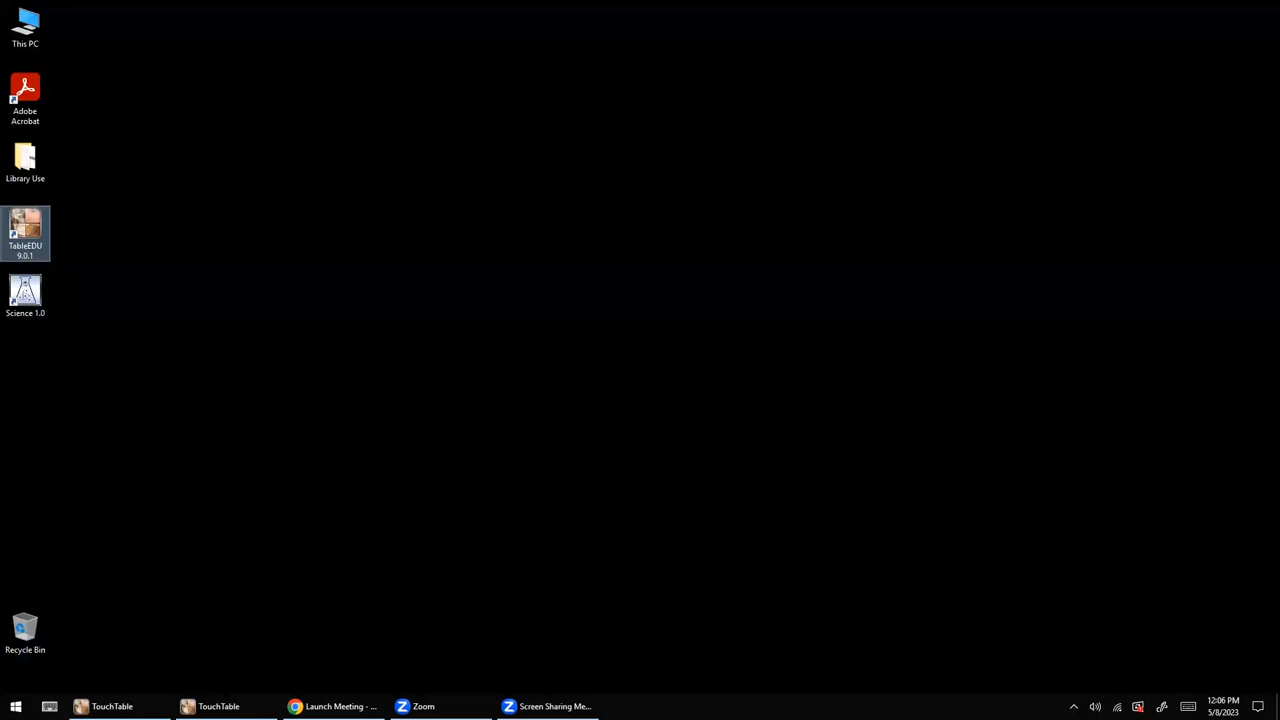 This PC
Adobe
Acrobat
Library Use
TableEDU
9.0.1
Science 1.0
Recycle Bin
TouchTable
TouchTable
Launch Meeting - ...
Zoom
Screen Sharing Me...
12:06 PM
5/8/2023